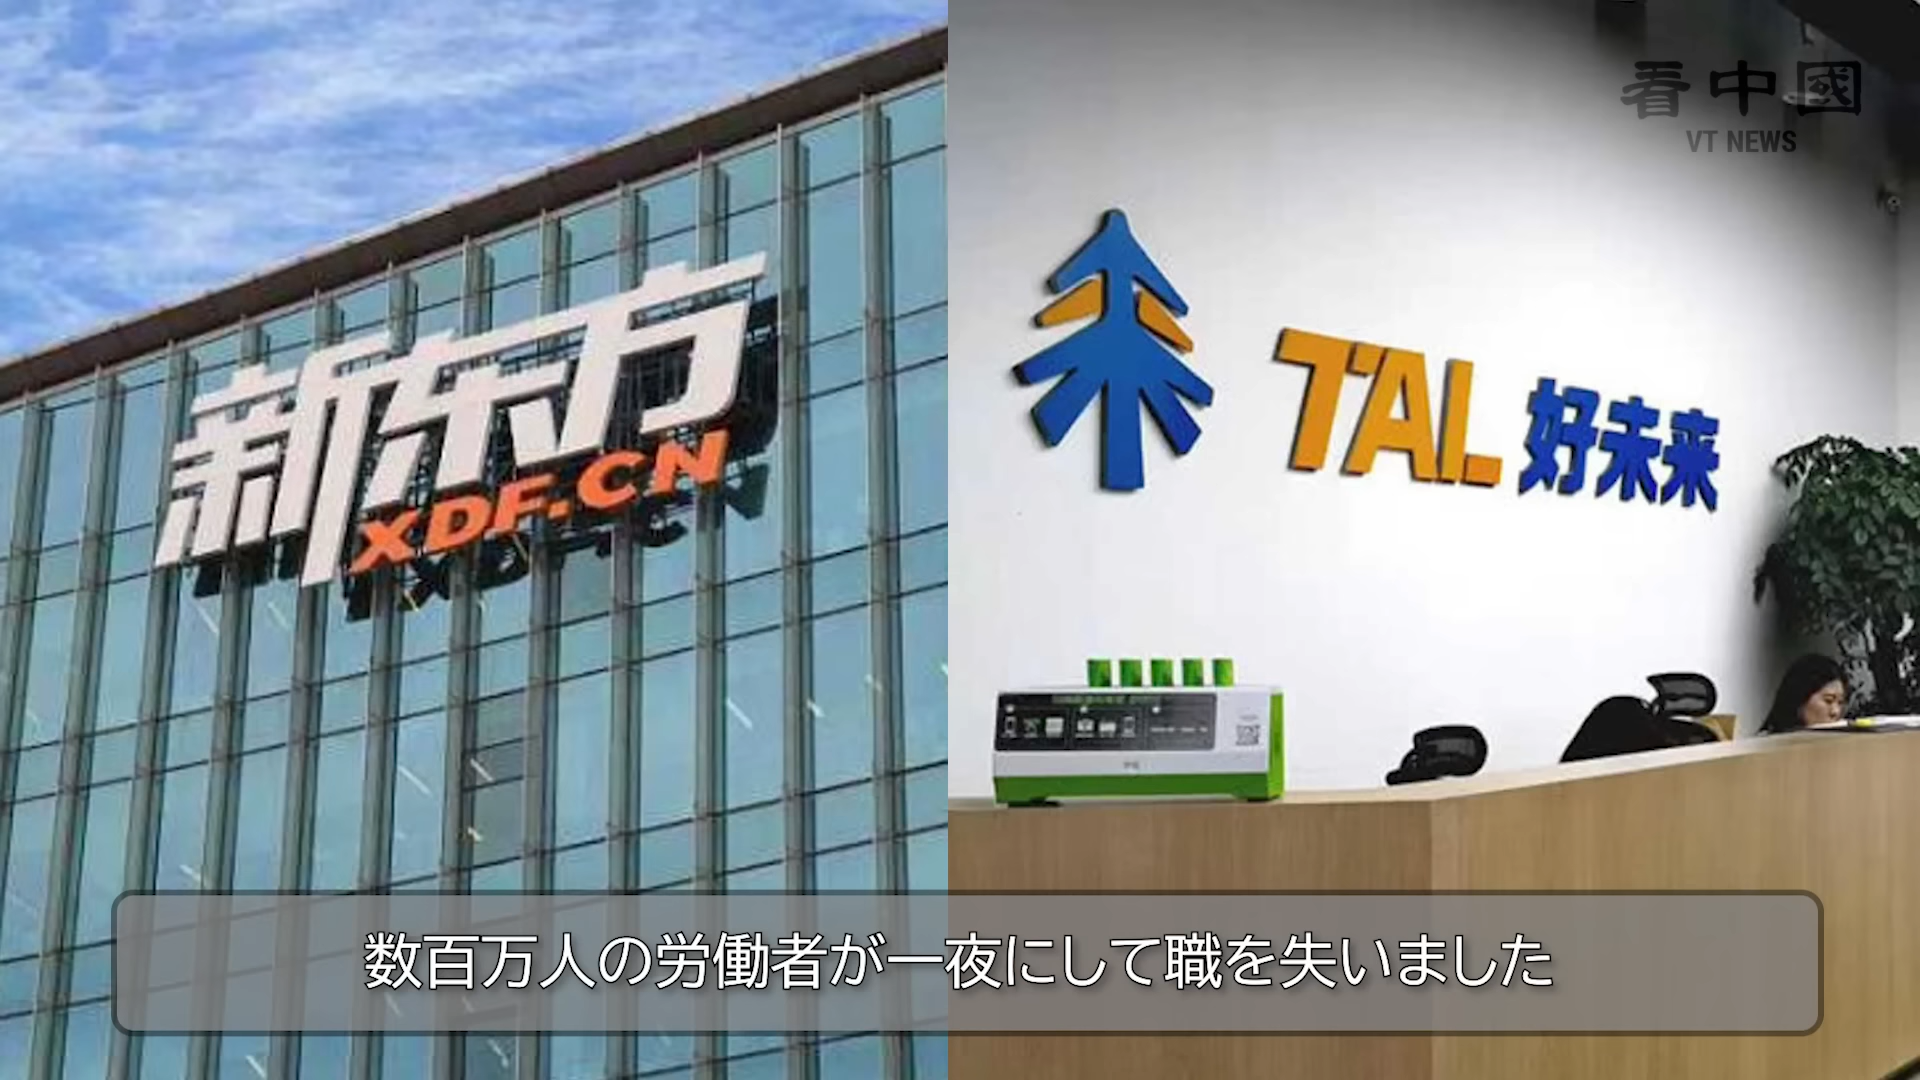 新东方
XDF.CN
看中國
VT NEWS
TAL 好未来
数百万人の労働者が一夜にして職を失いました